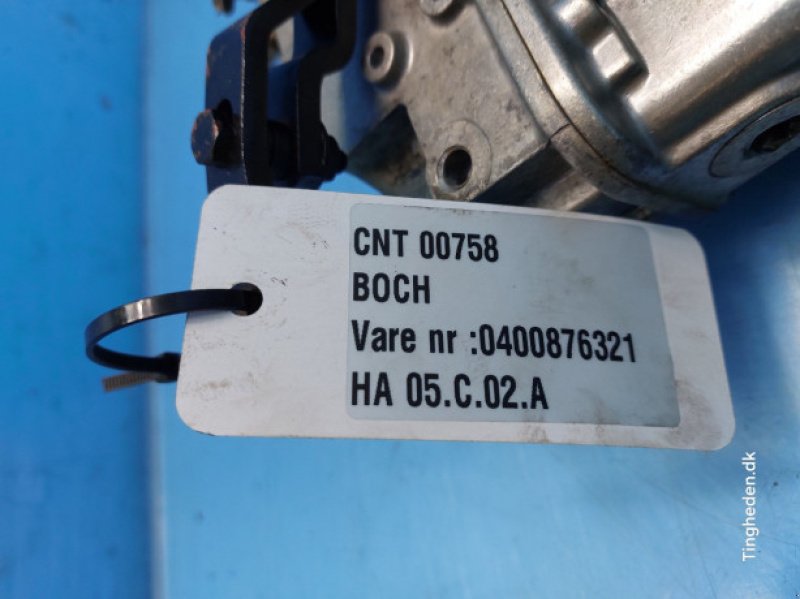 CNT 00758
BOCH
Vare nr :0400876321
HA 05.C.02.A
Tingheden.dk